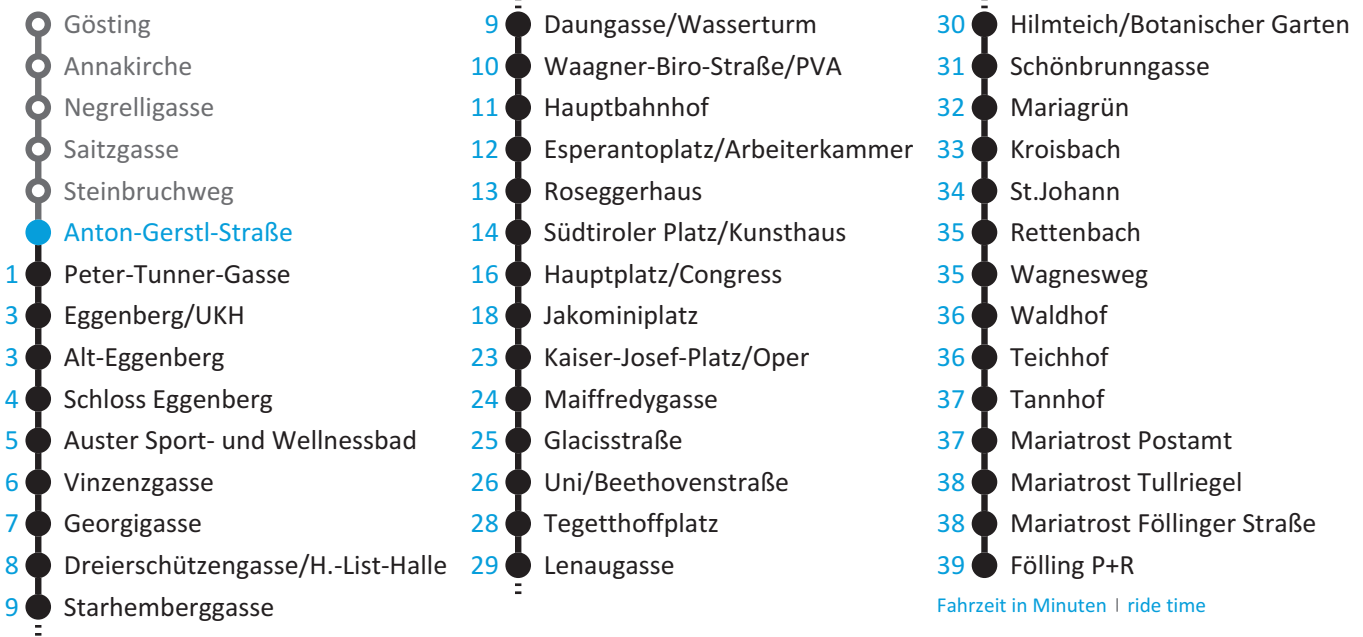 Gösting
Annakirche
Negrelligasse
Saitzgasse
Steinbruchweg
Anton-Gerstl-Straße
1 Peter-Tunner-Gasse
3 Eggenberg/UKH
3 Alt-Eggenberg
4 Schloss Eggenberg
5 Auster Sport- und Wellnessbad
6 Vinzenzgasse
7 Georgigasse
8 Dreierschützengasse/H.-List-Halle
9 Starhemberggasse
9 Daungasse/Wasserturm
10 Waagner-Biro-Straße/PVA
11 Hauptbahnhof
12 Esperantoplatz/Arbeiterkammer
13 Roseggerhaus
14 Südtiroler Platz/Kunsthaus
16 Hauptplatz/Congress
18 Jakominiplatz
23 Kaiser-Josef-Platz/Oper
24 Maiffredygasse
25 Glacisstraße
26 Uni/Beethovenstraße
28 Tegetthoffplatz
29 Lenaugasse
30 Hilmteich/Botanischer Garten
31 Schönbrunngasse
32 Mariagrün
33 Kroisbach
34 St.Johann
35 Rettenbach
35 Wagnesweg
36 Waldhof
36 Teichhof
37 Tannhof
37 Mariatrost Postamt
38 Mariatrost Tullriegel
38 Mariatrost Föllinger Straße
39 Fölling P+R
Fahrzeit in Minuten | ride time